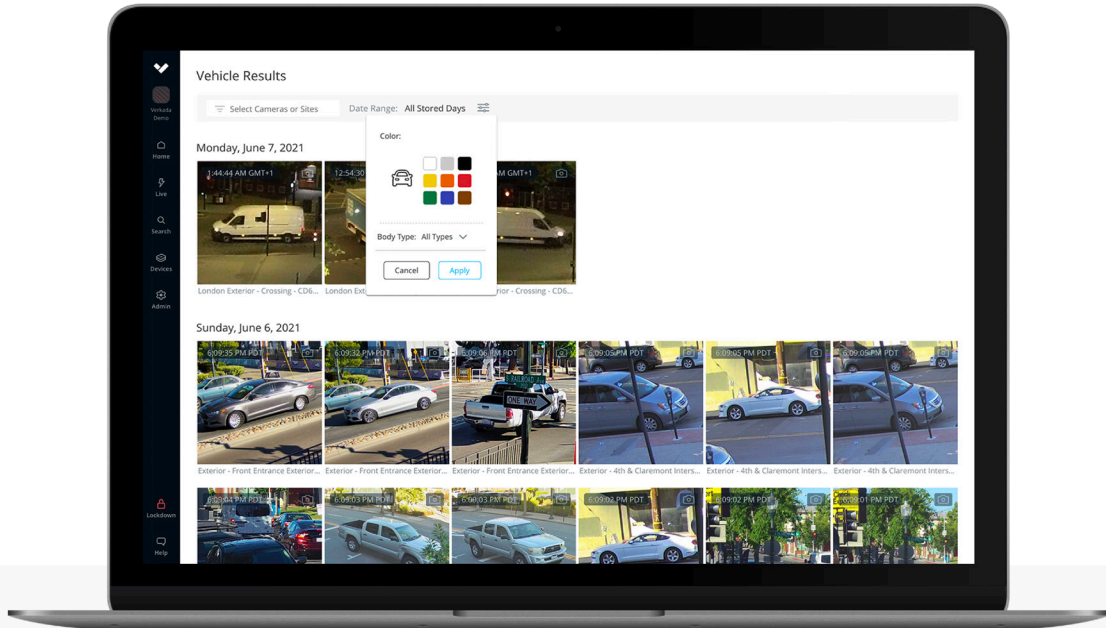 Vehicle Results
Verkada
Demo
Select Cameras or Sites
Date Range: All Stored Days
Home
Live
Search
Devices
Admin
Lockdown
Help
Color:
Body Type: All Types
Cancel
Apply
Monday, June 7, 2021
1:44:44 AM GMT+1
12:54:30
AM GMT+1
London Exterior - Crossing - CD6...
London Ext
rior - Crossing - CD6...
Sunday, June 6, 2021
6:09:35 PM PDT
6:09:32 PM PDT
6:09:06 PM PDT
6:09:05 PM PDT
6:09:05 PM PDT
6:09:05 PM PDT
RAILROAD
ONE WAY
Exterior - Front Entrance Exterior...
Exterior - Front Entrance Exterior...
Exterior - Front Entrance Exterior...
Exterior - 4th & Claremont Inters...
Exterior - 4th & Claremont Inters...
Exterior - 4th & Claremont Inters...
6:09:04 PM PDT
6:09:03 PM PDT
6:09:03 PM PDT
6:09:02 PM PDT
6:09:02 PM PDT
6:09:01 PM PDT